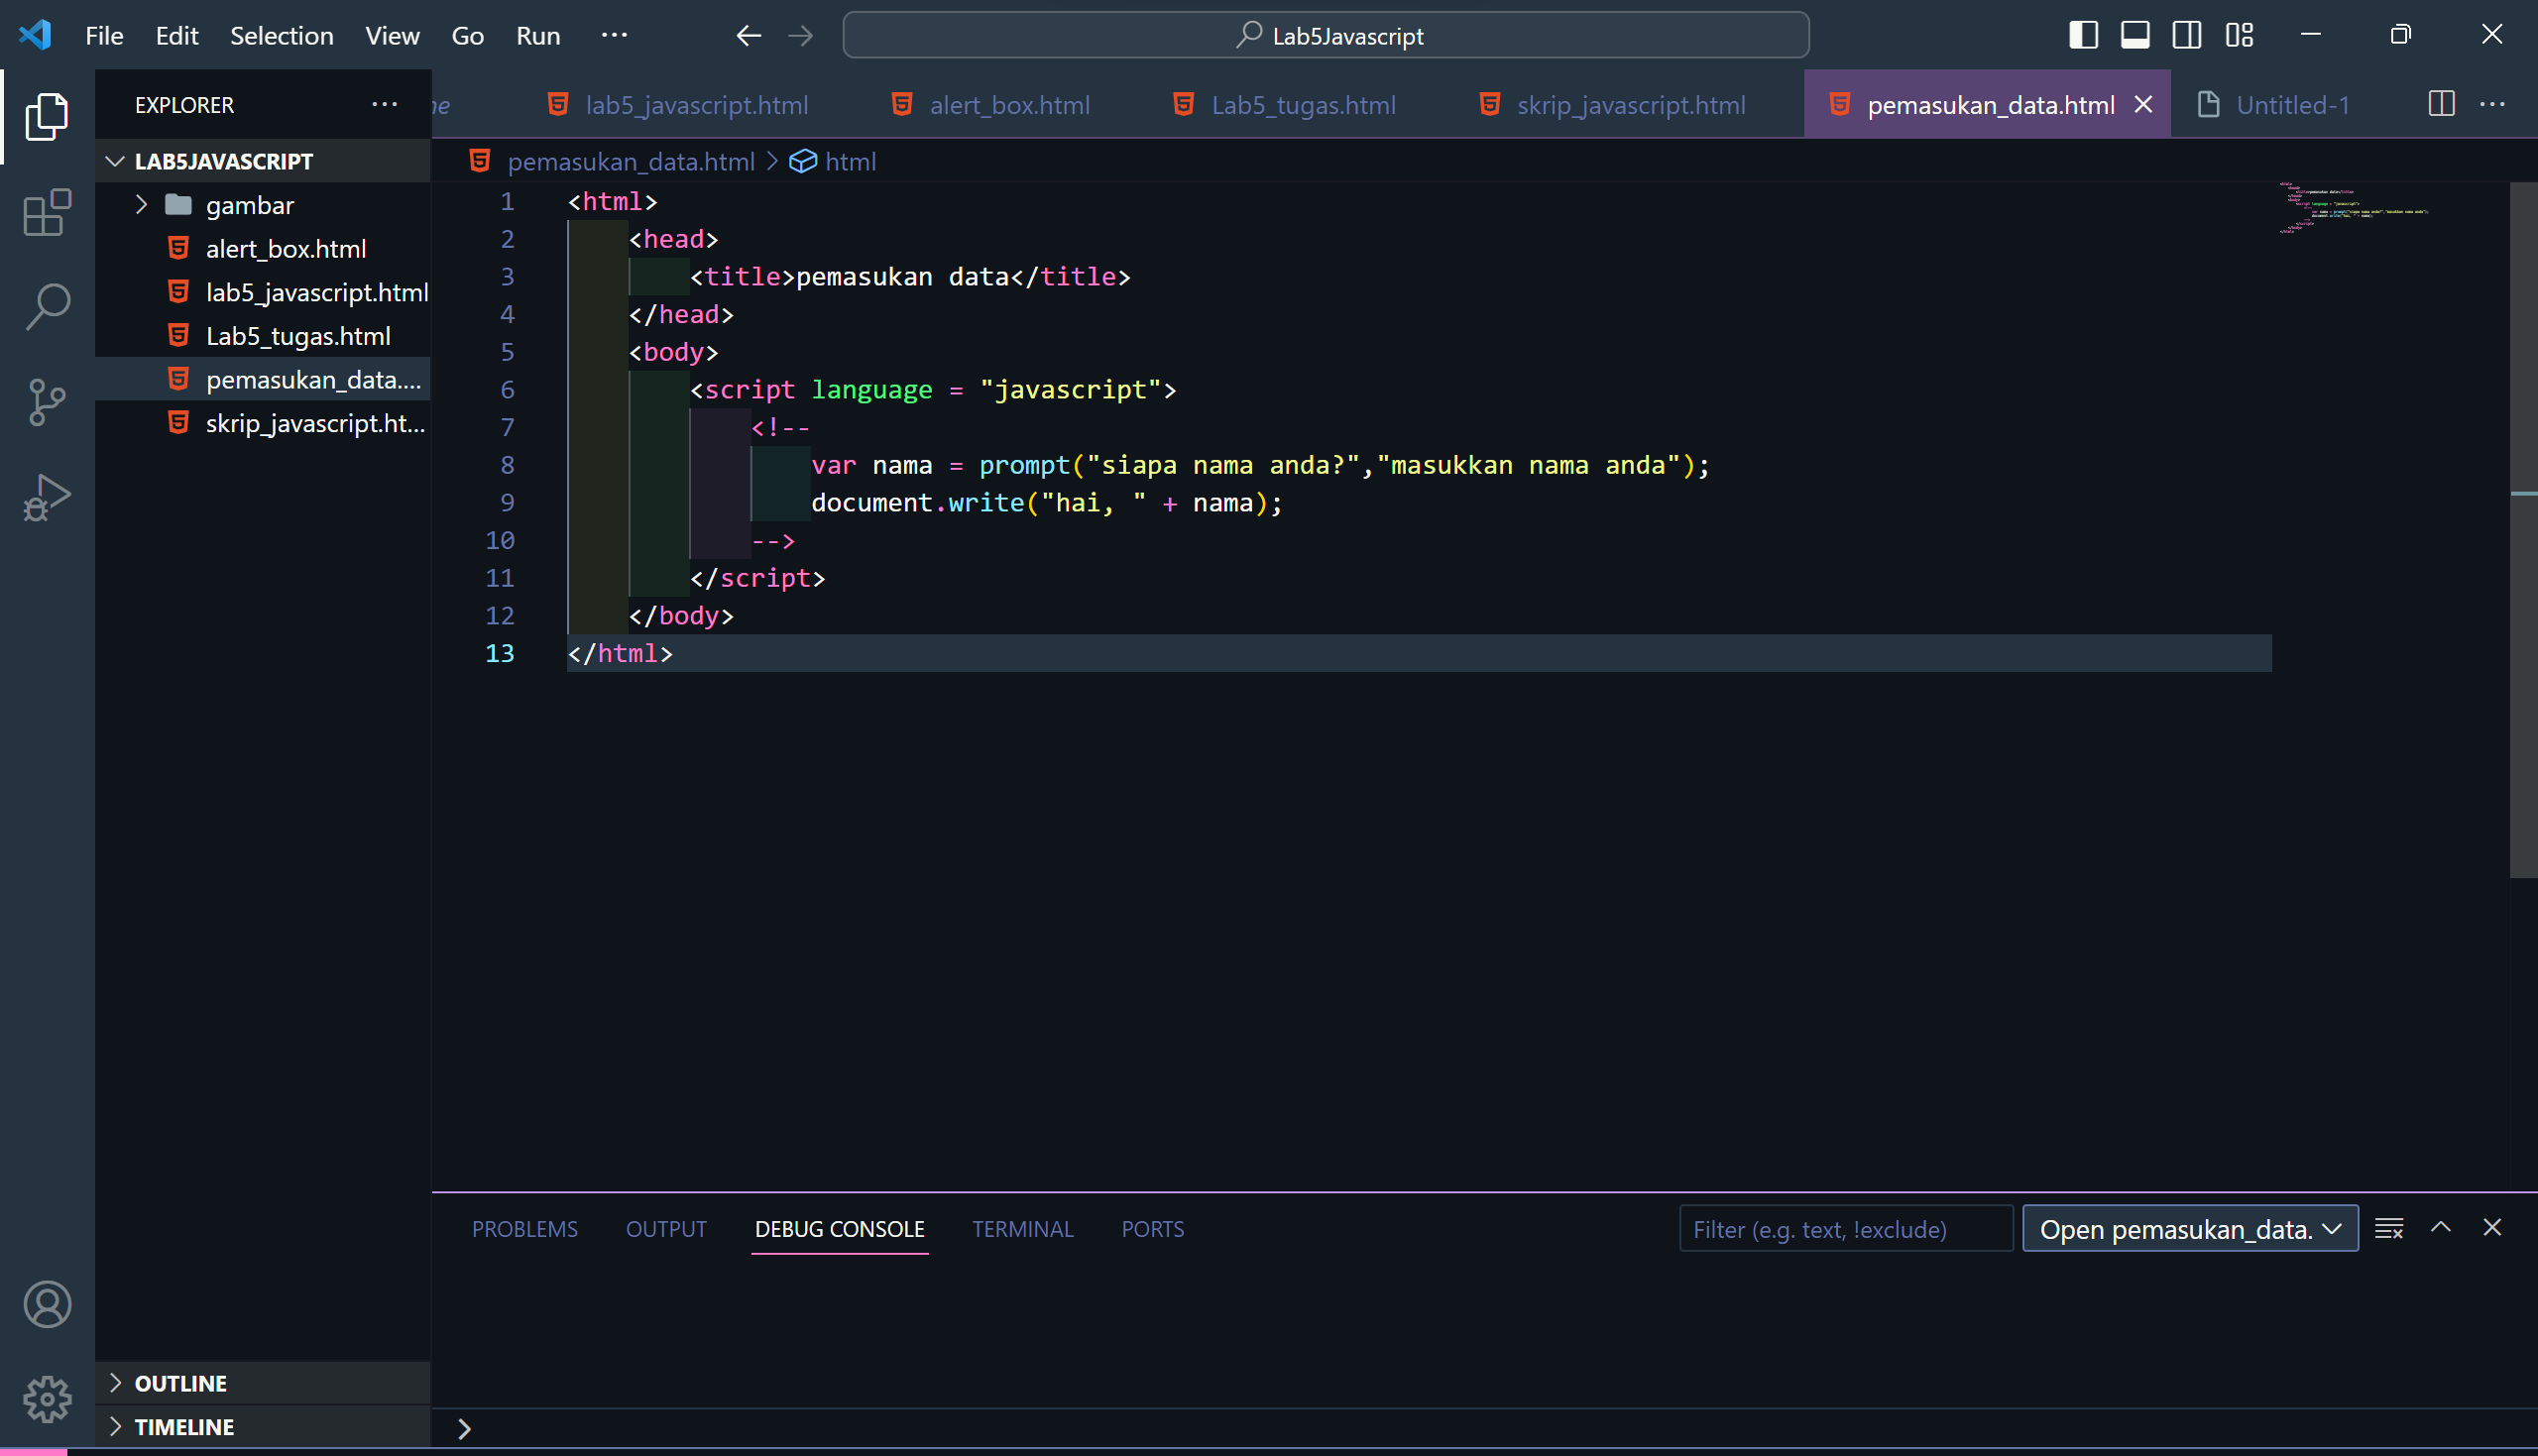 File Edit Selection View Go Run ···
Lab5Javascript
EXPLORER
LAB5JAVASCRIPT
gambar
alert_box.html
lab5_javascript.html
Lab5_tugas.html
pemasukan_data....
skrip_javascript.ht...
OUTLINE
TIMELINE
lab5_javascript.html alert_box.html Lab5_tugas.html skrip_javascript.html pemasukan_data.html Untitled-1
pemasukan_data.html > html
1 <html>
2 <head>
3 <title>pemasukan data</title>
4 </head>
5 <body>
6 <script language = "javascript">
7 <!--
8 var nama = prompt("siapa nama anda?","masukkan nama anda");
9 document.write("hai, " + nama);
10 -->
11 </script>
12 </body>
13 </html>
PROBLEMS OUTPUT DEBUG CONSOLE TERMINAL PORTS
Filter (e.g. text, !exclude) Open pemasukan_data.